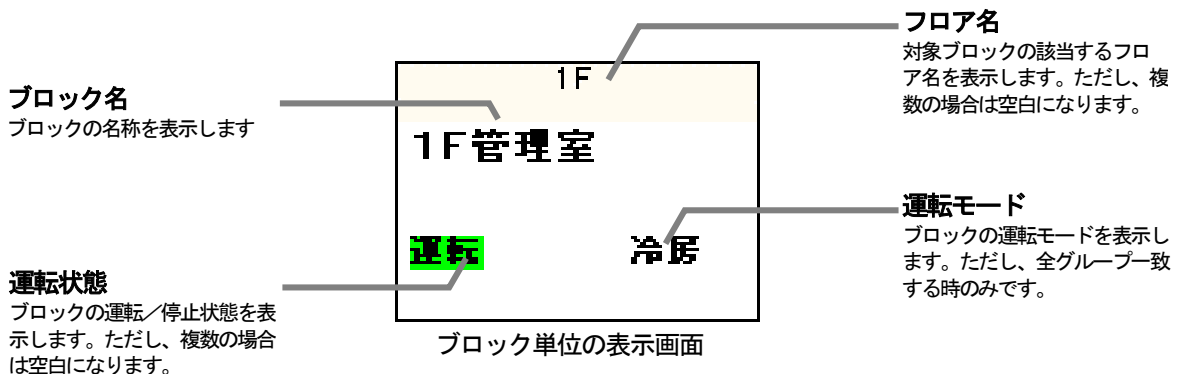 フロア名
対象ブロックの該当するフロ
ア名を表示します。ただし、複
数の場合は空白になります。
ブロック名
ブロックの名称を表示します
1F
1F管理室
運転 冷房
運転モード
ブロックの運転モードを表示し
ます。ただし、全グループ一致
する時のみです。
運転状態
ブロックの運転／停止状態を表
示します。ただし、複数の場合
は空白になります。
ブロック単位の表示画面